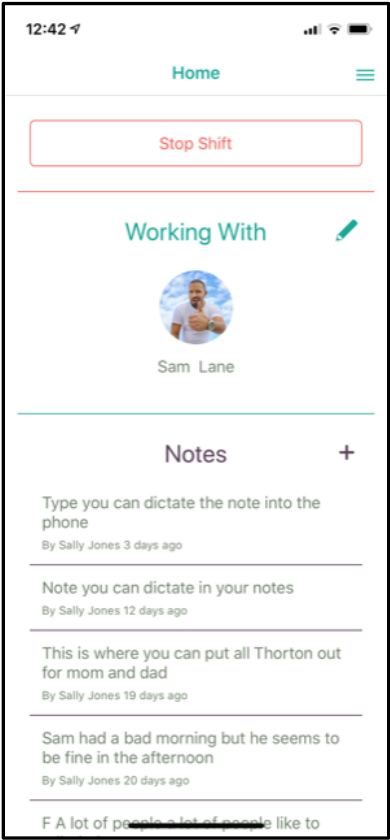 12:42
Home
Stop Shift
Working With
Sam Lane
Notes
+
Type you can dictate the note into the
phone
By Sally Jones 3 days ago
Note you can dictate in your notes
By Sally Jones 12 days ago
This is where you can put all Thorton out
for mom and dad
By Sally Jones 19 days ago
Sam had a bad morning but he seems to
be fine in the afternoon
By Sally Jones 20 days ago
F A lot of people a lot of people like to